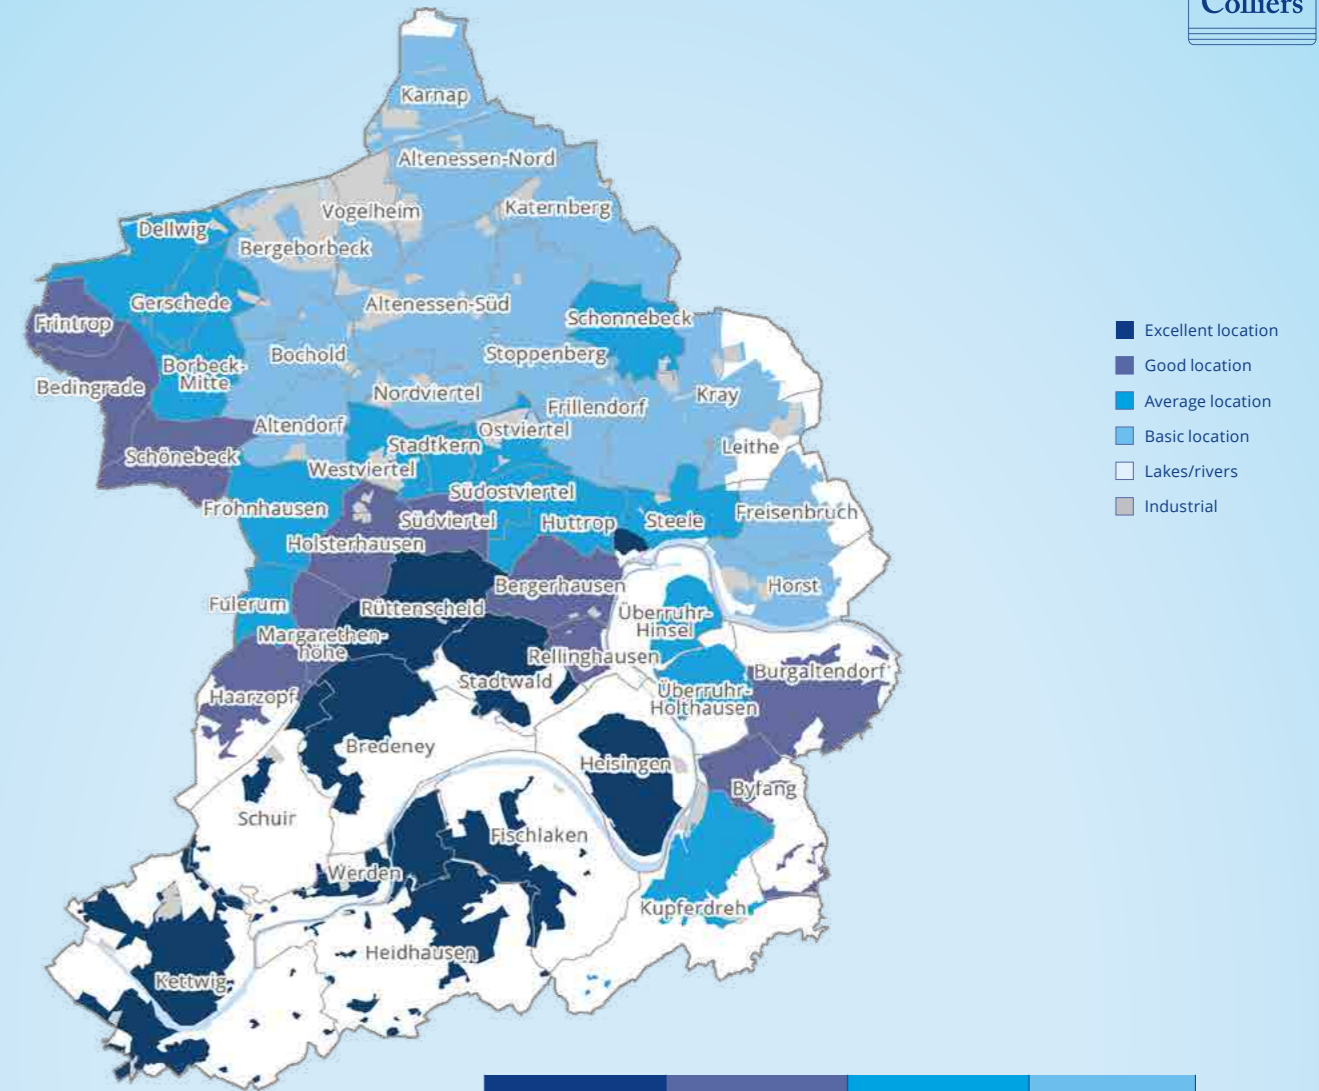 Colliers
Karnap
Altenessen-Nord
Vogelheim
Katernberg
Dellwig
Bergeborbeck
Gerschede
Altenessen-Süd
Schonnebeck
Frintrop
Bochold
Stoppenberg
Borbeck-
Mitte
Bedingrade
Nordviertel
Kray
Frillendorf
Altendorf
Ostviertel
Stadtkern
Leithe
Schönebeck
Westviertel
Südostviertel
Frohnhausen
Südviertel
Huttrop
Steele
Freisenbruch
Holsterhausen
Bergerhausen
Horst
Fulerum
Rüttenscheid
Überruhr-
Hinsel
Margarethen-
höhe
Rellinghausen
Burgaltendorf
Stadtwald
Haarzopf
Überruhr-
Holthausen
Bredeney
Heisingen
Byfang
Schuir
Fischlaken
Werden
Kupferdreh
Heidhausen
Kettwig
Excellent location
Good location
Average location
Basic location
Lakes/rivers
Industrial